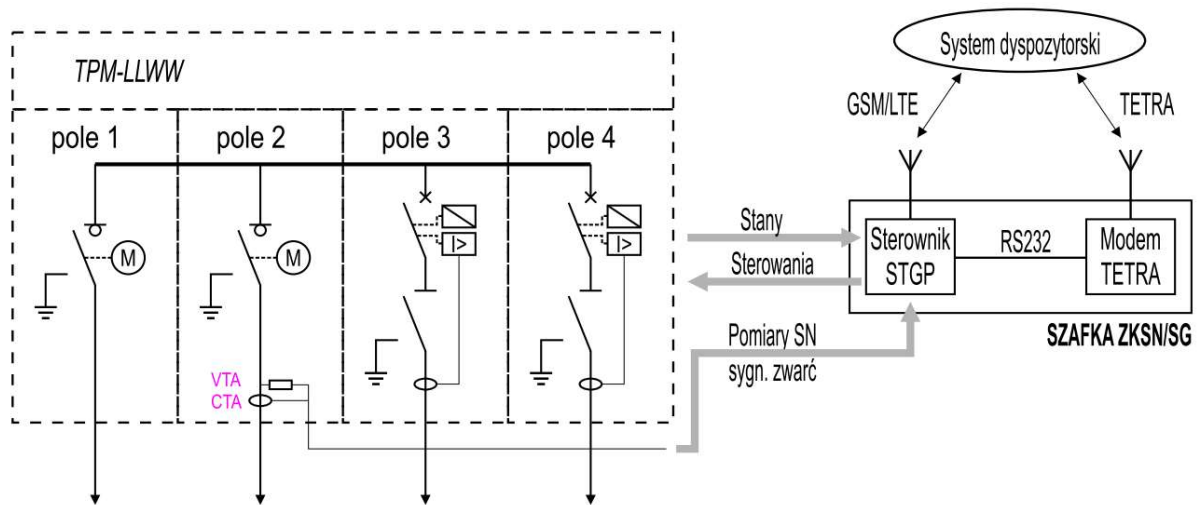 TPM-LLWW
pole 1
pole 2
pole 3
pole 4
M
M
I>
I>
VTA
CTA
System dyspozytorski
GSM/LTE
TETRA
Stany
Sterowania
Sterownik
STGP
RS232
Modem
TETRA
SZAFKA ZKSN/SG
Pomiary SN
sygn. zwarć